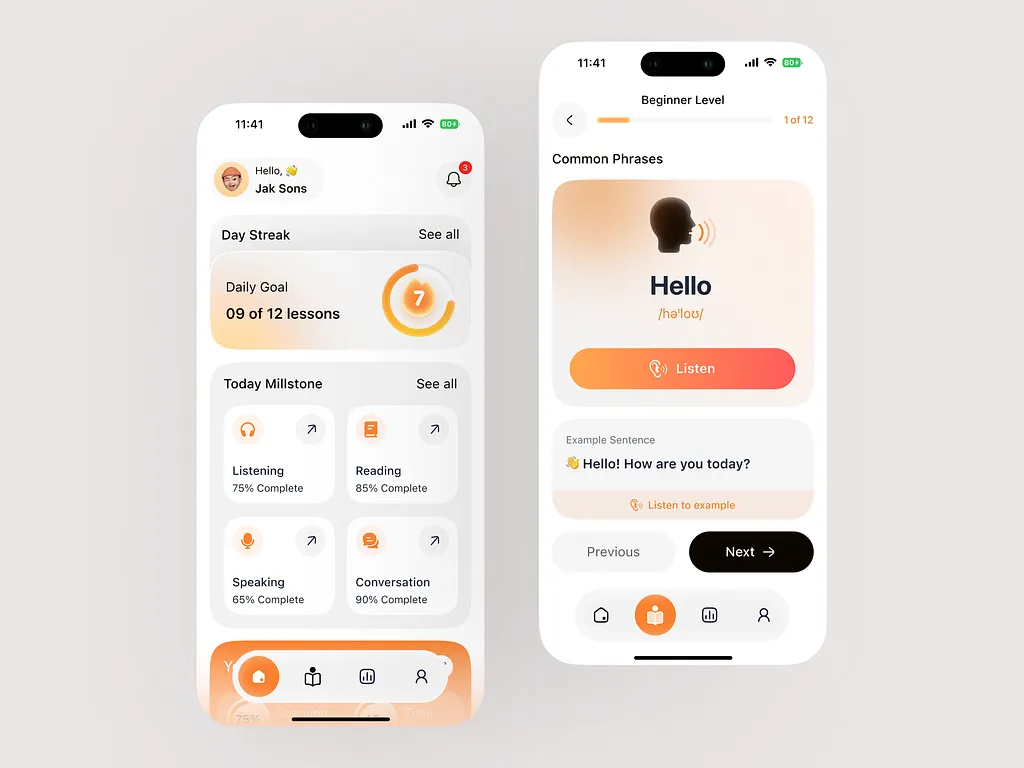 11:41
80
Hello, 👋
Jak Sons
3
Day Streak
See all
Daily Goal
09 of 12 lessons
7
Today Millstone
See all
Listening
75% Complete
Reading
85% Complete
Speaking
65% Complete
Conversation
90% Complete
75%
Learning
Time
11:41
80
Beginner Level
1 of 12
Common Phrases
Hello
/həˈloʊ/
Listen
Example Sentence
👋 Hello! How are you today?
Listen to example
Previous
Next →